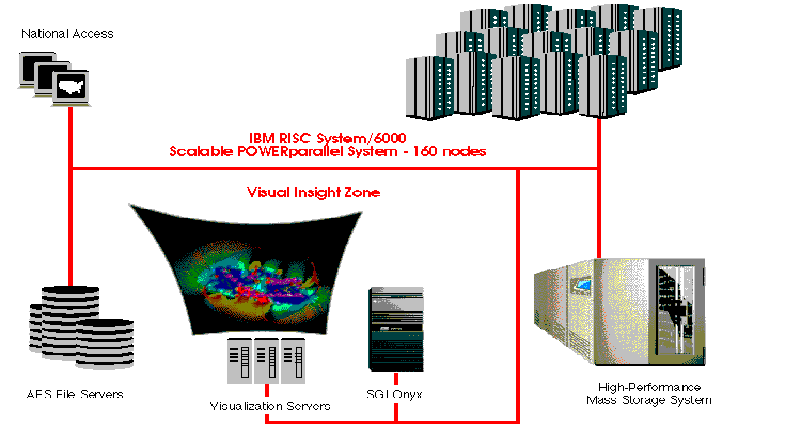 National Access
IBM RISC System/6000
Scalable POWERparallel System - 160 nodes
Visual Insight Zone
AFS File Servers
Visualization Servers
SGI Onyx
High-Performance
Mass Storage System